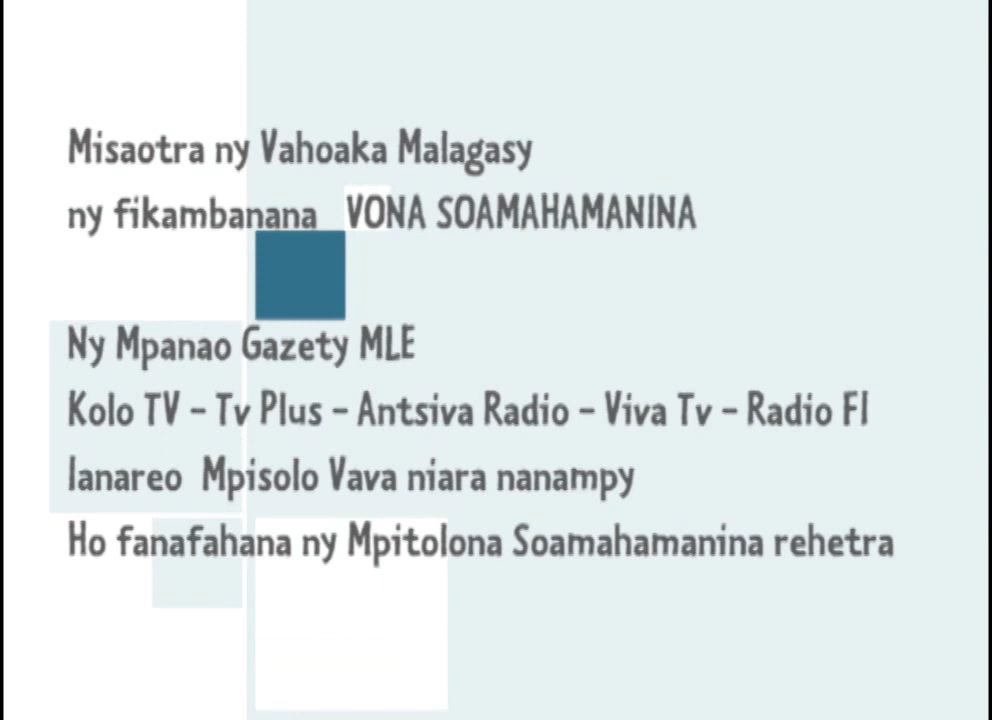 Misaotra ny Vahoaka Malagasy
ny fikambanana VONA SOAMAHAMANINA
Ny Mpanao Gazety MLE
Kolo TV - Tv Plus - Antsiva Radio - Viva Tv - Radio FI
Ianareo Mpisolo Vava niara nanampy
Ho fanafahana ny Mpitolona Soamahamanina rehetra